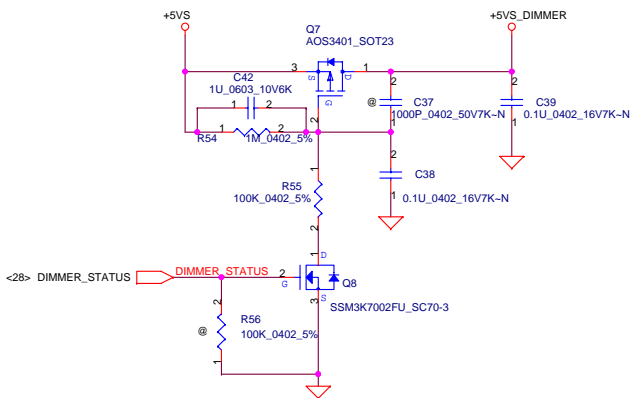 +5VS
+5VS_DIMMER
Q7
AOS3401_SOT23
3
S
D
1
G
2
C42
1U_0603_10V6K
1
2
R54
1
2
1M_0402_5%
2
@
C37
1
1000P_0402_50V7K~N
2
C39
1
0.1U_0402_16V7K~N
2
C38
1
0.1U_0402_16V7K~N
1
R55
100K_0402_5%
2
1
D
<28> DIMMER_STATUS
DIMMER_STATUS
2
G
Q8
3
S
SSM3K7002FU_SC70-3
2
@
R56
100K_0402_5%
1